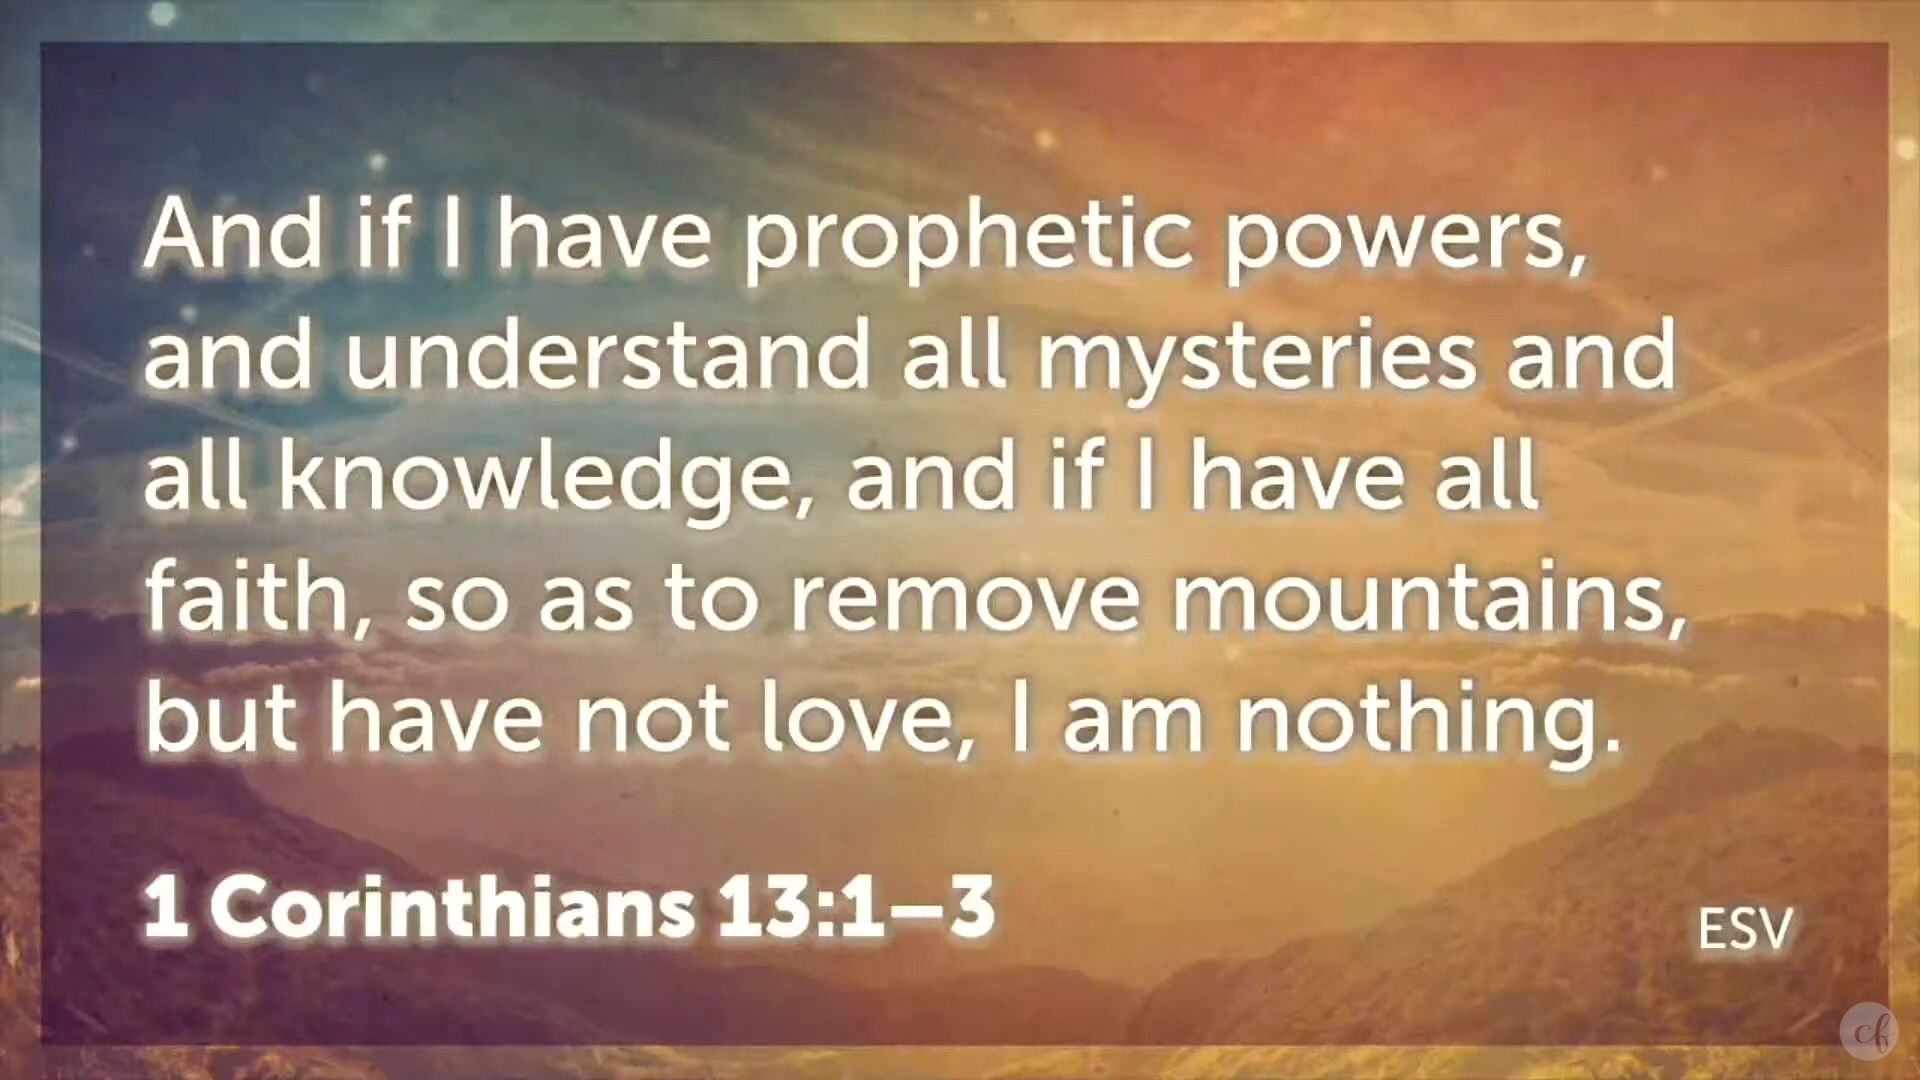 And if I have prophetic powers,
and understand all mysteries and
all knowledge, and if I have all
faith, so as to remove mountains,
but have not love, I am nothing.
1 Corinthians 13:1–3
ESV
cf